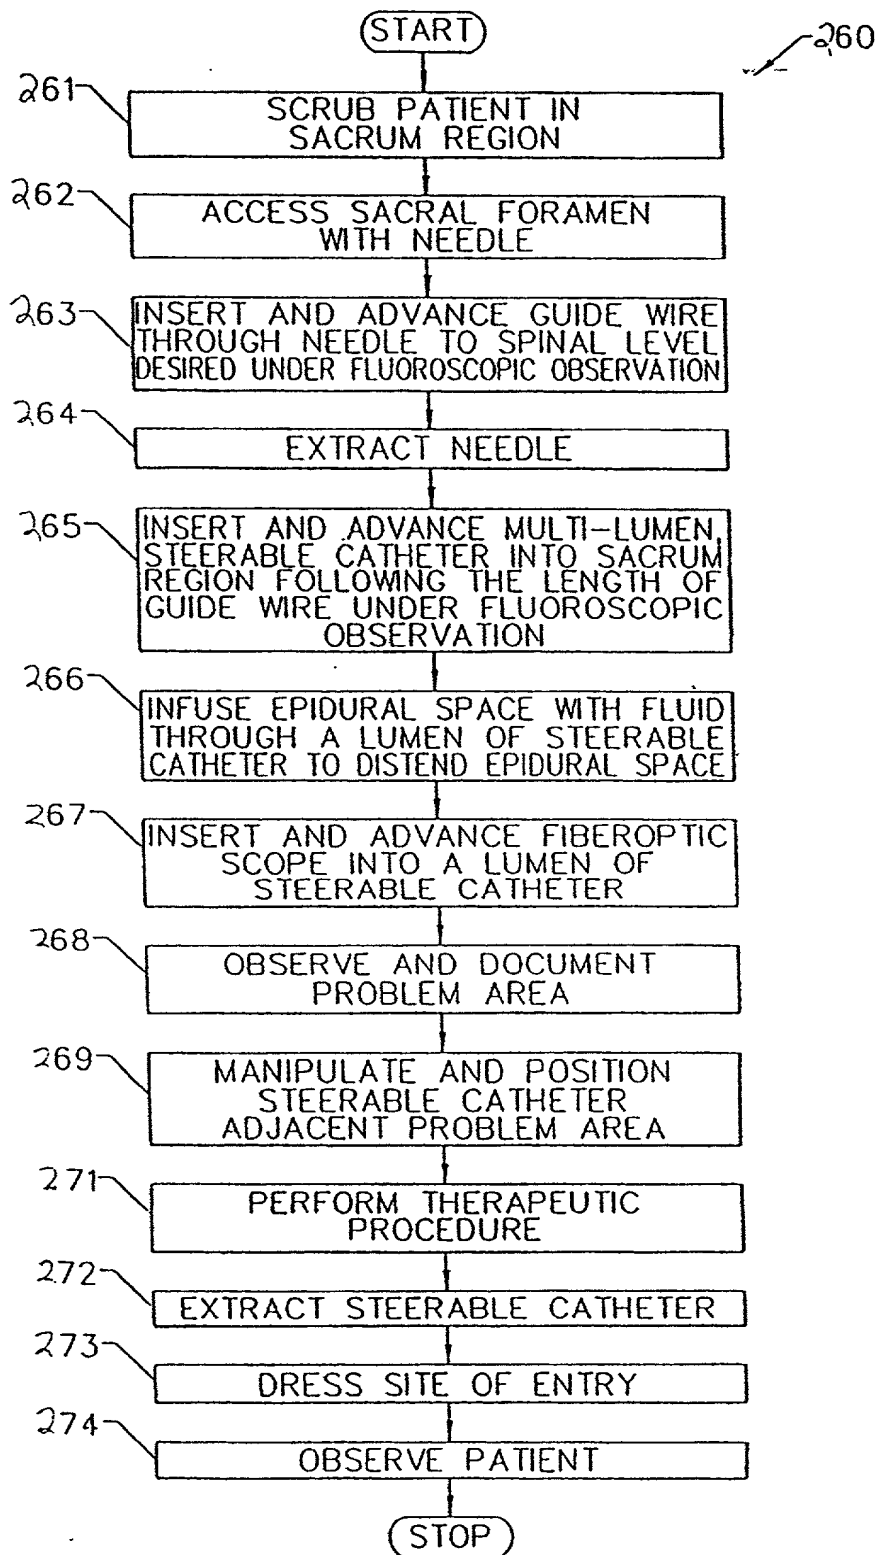 START
260
261
SCRUB PATIENT IN
SACRUM REGION
262
ACCESS SACRAL FORAMEN
WITH NEEDLE
263
INSERT AND ADVANCE GUIDE WIRE
THROUGH NEEDLE TO SPINAL LEVEL
DESIRED UNDER FLUOROSCOPIC OBSERVATION
264
EXTRACT NEEDLE
265
INSERT AND ADVANCE MULTI-LUMEN,
STEERABLE CATHETER INTO SACRUM
REGION FOLLOWING THE LENGTH OF
GUIDE WIRE UNDER FLUOROSCOPIC
OBSERVATION
266
INFUSE EPIDURAL SPACE WITH FLUID
THROUGH A LUMEN OF STEERABLE
CATHETER TO DISTEND EPIDURAL SPACE
267
INSERT AND ADVANCE FIBEROPTIC
SCOPE INTO A LUMEN OF
STEERABLE CATHETER
268
OBSERVE AND DOCUMENT
PROBLEM AREA
269
MANIPULATE AND POSITION
STEERABLE CATHETER
ADJACENT PROBLEM AREA
271
PERFORM THERAPEUTIC
PROCEDURE
272
EXTRACT STEERABLE CATHETER
273
DRESS SITE OF ENTRY
274
OBSERVE PATIENT
STOP